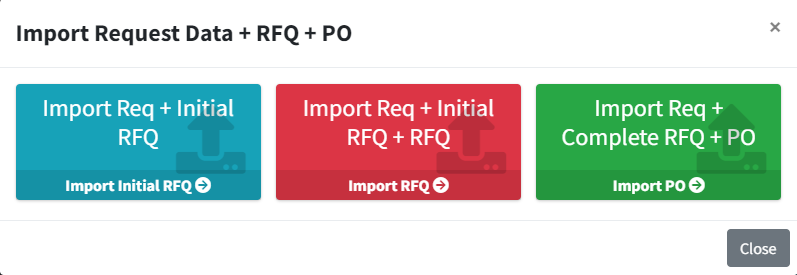 Import Request Data + RFQ + PO
×
Import Req + Initial
RFQ
Import Initial RFQ
Import Req + Initial
RFQ + RFQ
Import RFQ
Import Req +
Complete RFQ + PO
Import PO
Close